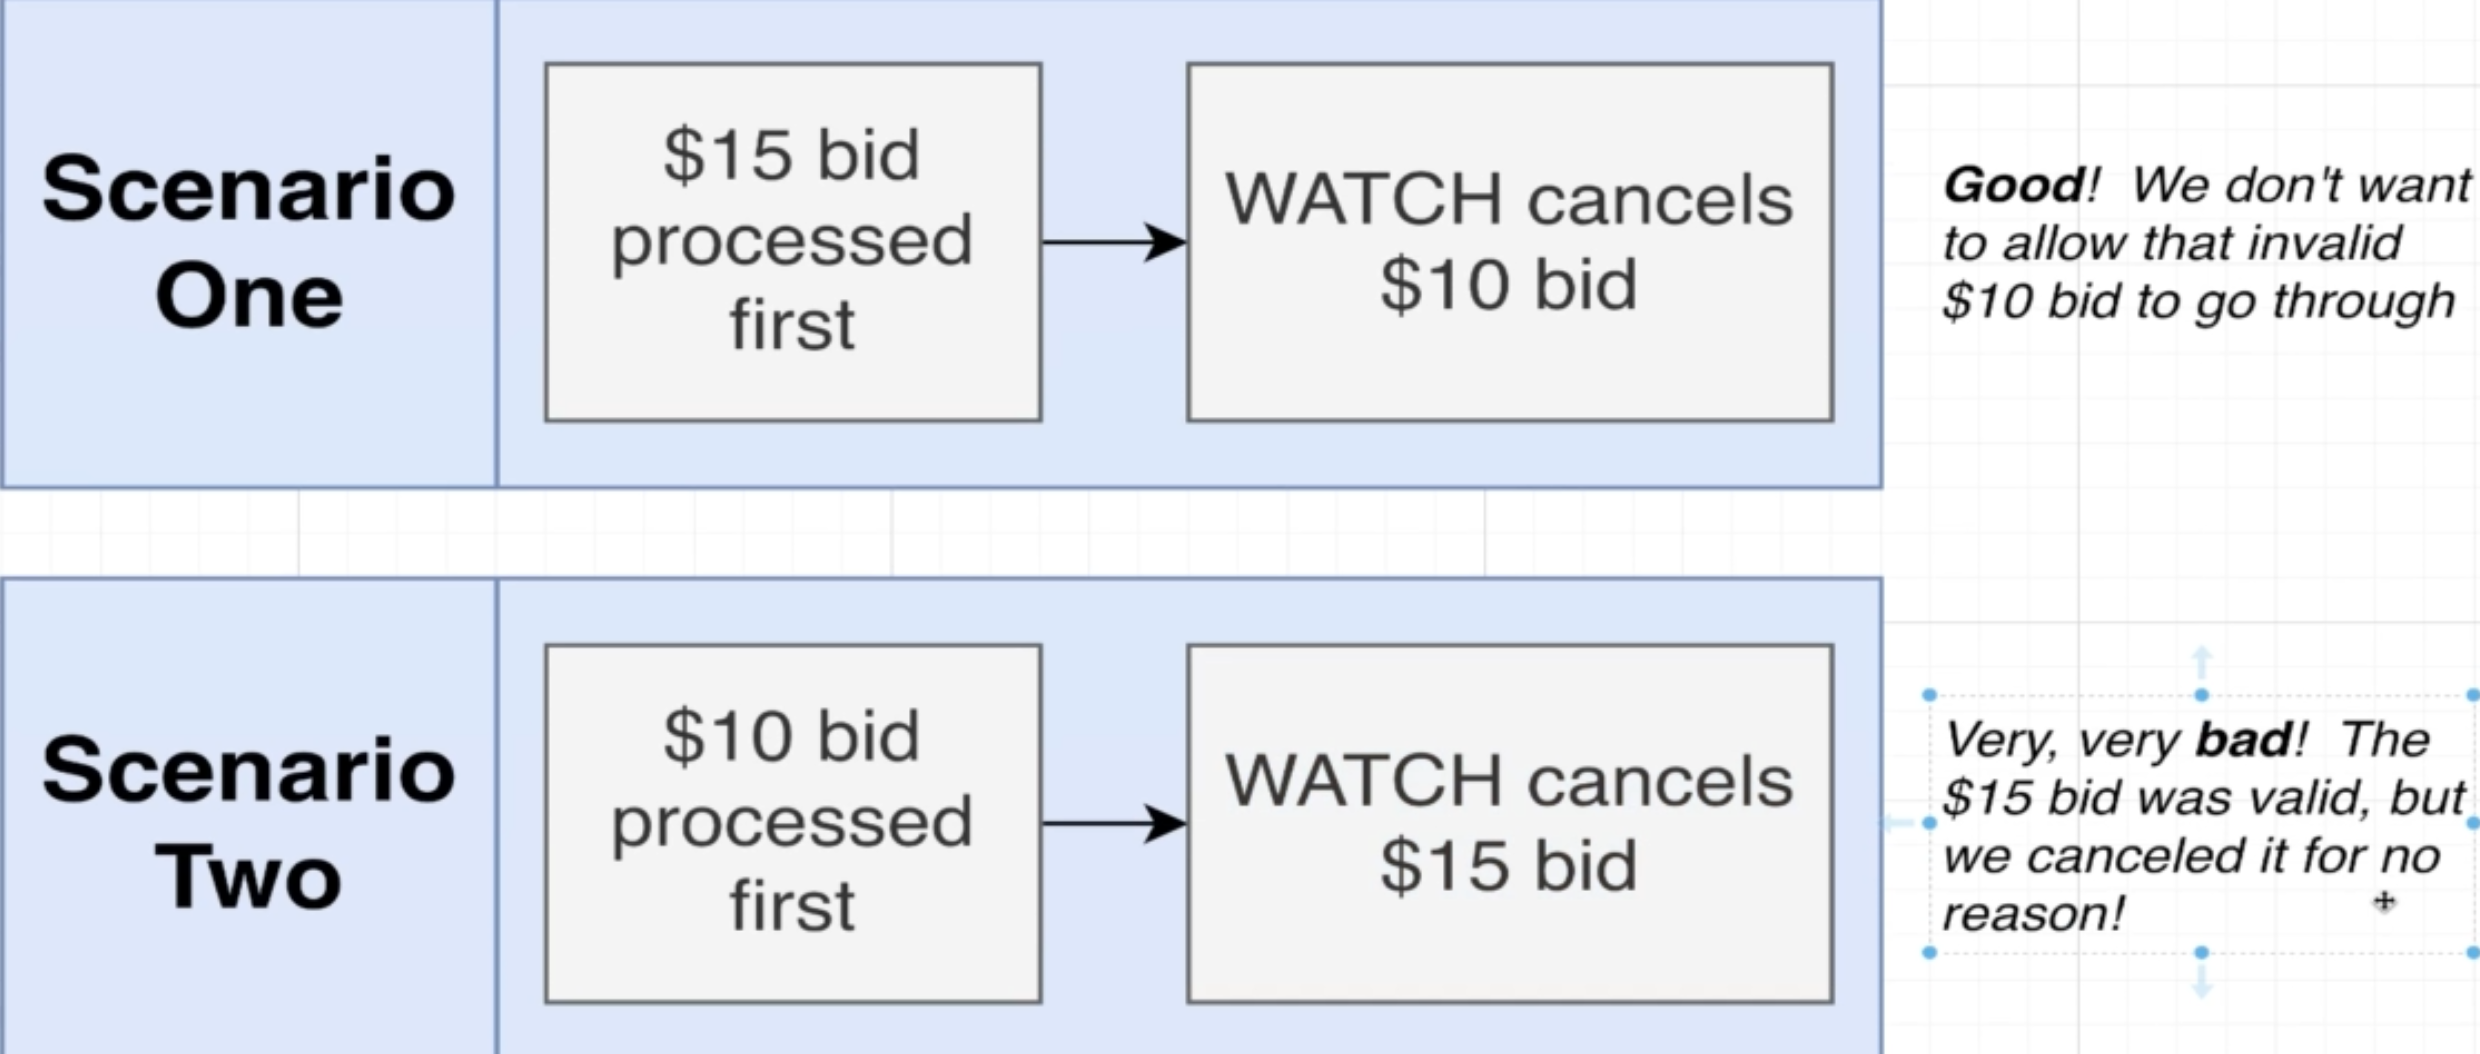 Scenario
One
$15 bid
processed
first
WATCH cancels
$10 bid
Good!  We don't want
to allow that invalid
$10 bid to go through
Scenario
Two
$10 bid
processed
first
WATCH cancels
$15 bid
Very, very bad!  The
$15 bid was valid, but
we canceled it for no
reason!